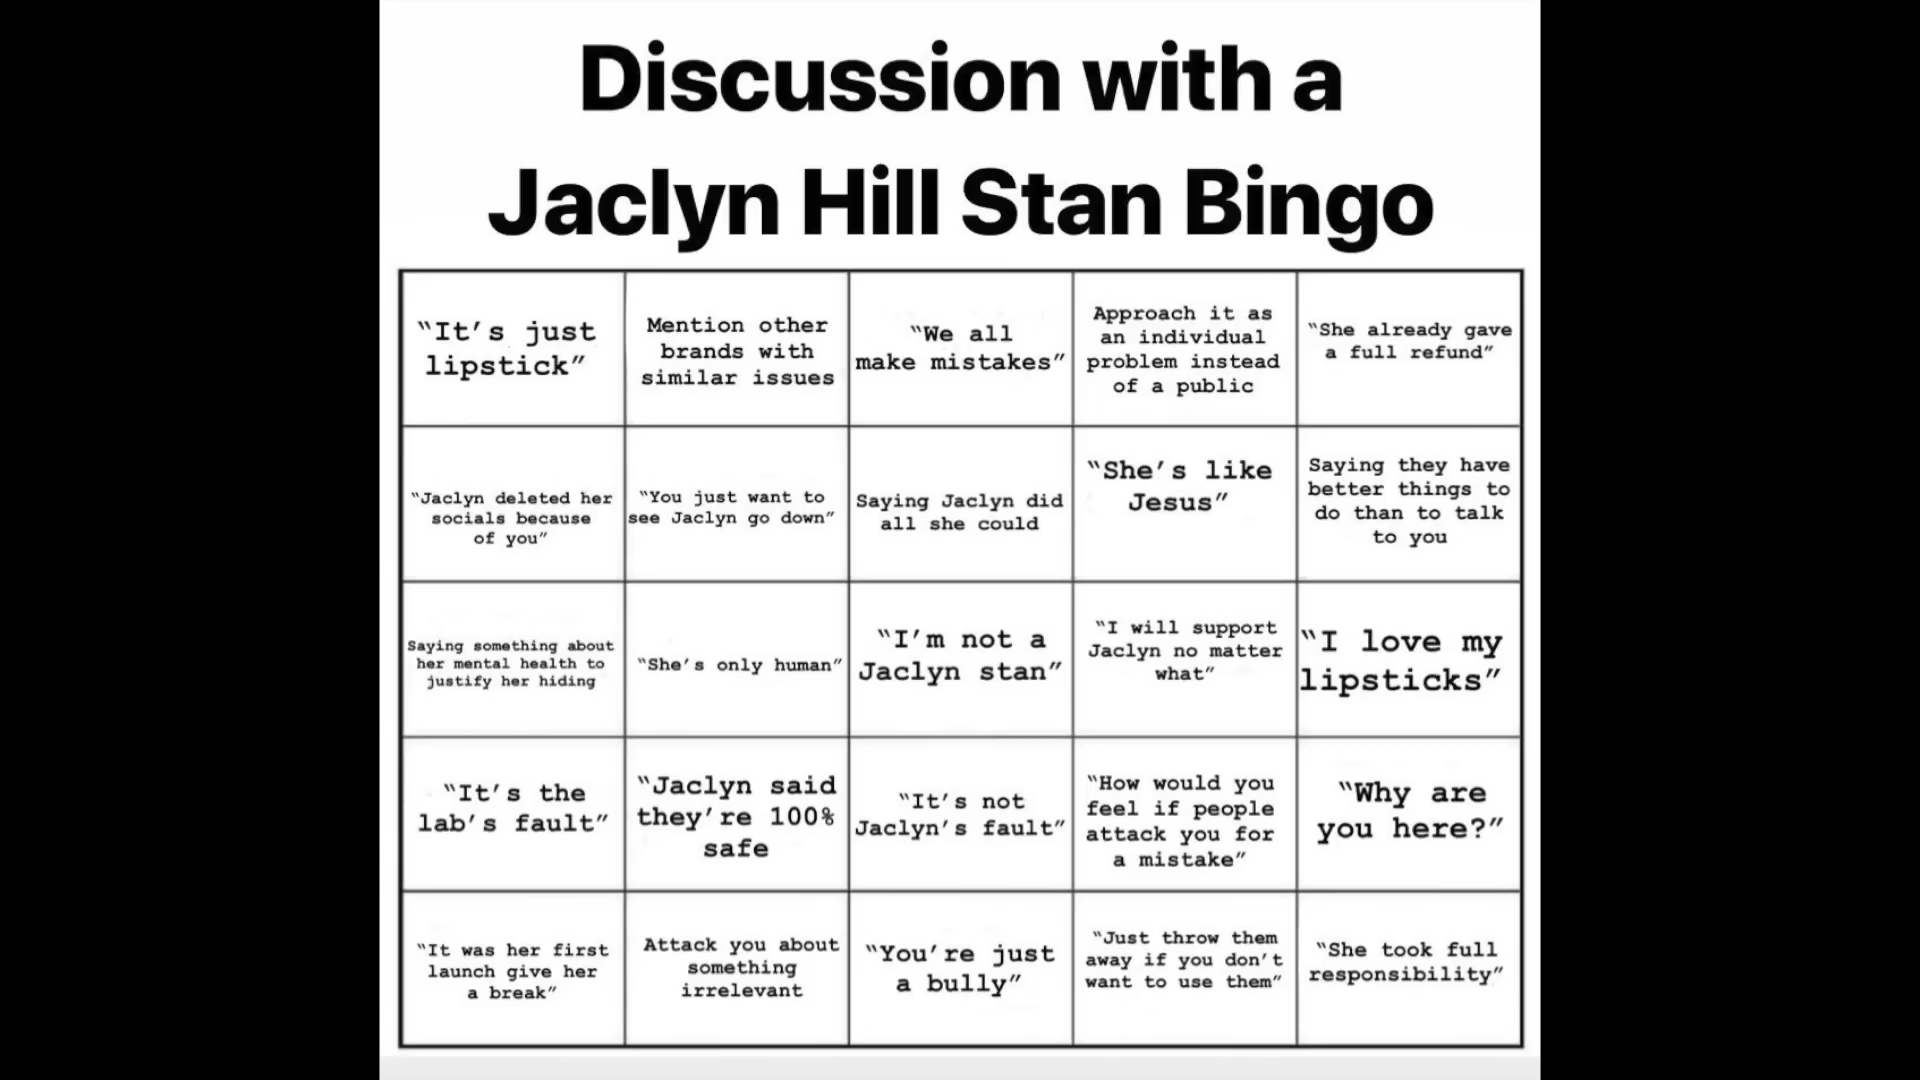 Discussion with a
Jaclyn Hill Stan Bingo
“It’s just
lipstick”
Mention other
brands with
similar issues
“We all
make mistakes”
Approach it as
an individual
problem instead
of a public
“She already gave
a full refund”
“Jaclyn deleted her
socials because
of you”
“You just want to
see Jaclyn go down”
Saying Jaclyn did
all she could
“She’s like
Jesus”
Saying they have
better things to
do than to talk
to you
Saying something about
her mental health to
justify her hiding
“She’s only human”
“I’m not a
Jaclyn stan”
“I will support
Jaclyn no matter
what”
“I love my
lipsticks”
“It’s the
lab’s fault”
“Jaclyn said
they’re 100%
safe
“It’s not
Jaclyn’s fault”
“How would you
feel if people
attack you for
a mistake”
“Why are
you here?”
“It was her first
launch give her
a break”
Attack you about
something
irrelevant
“You’re just
a bully”
“Just throw them
away if you don’t
want to use them”
“She took full
responsibility”